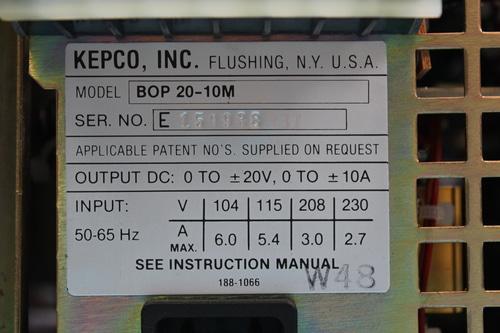 KEPCO, INC. FLUSHING, N.Y. U.S.A.
MODEL BOP 20-10M
SER. NO. E
APPLICABLE PATENT NO'S. SUPPLIED ON REQUEST
OUTPUT DC: 0 TO ±20V, 0 TO ±10A
INPUT: V 104 115 208 230
50-65 Hz A MAX. 6.0 5.4 3.0 2.7
SEE INSTRUCTION MANUAL
188-1066 W48